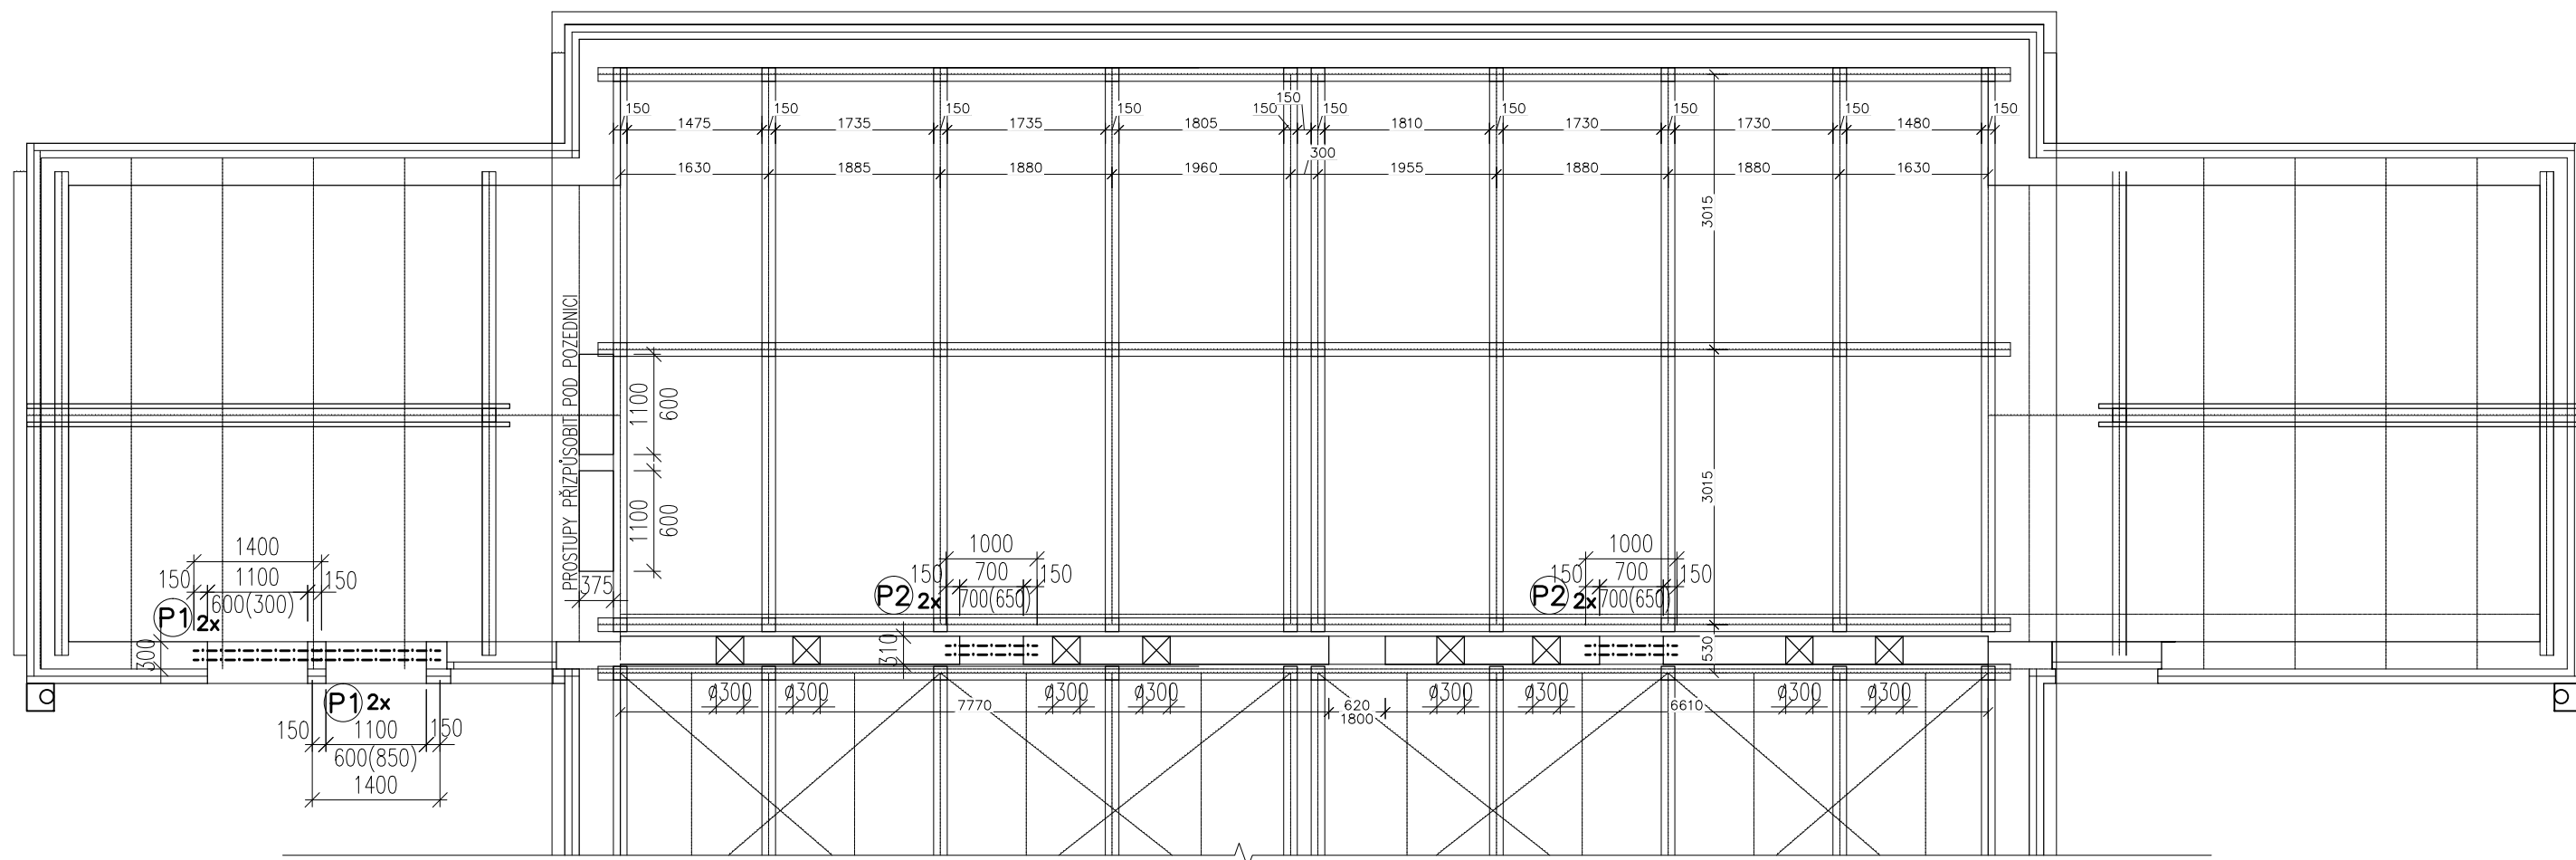 150 150 150 150 150 150 150 150 150 150 150
1475 1735 1735 1805 1810 1730 1730 1480
300
1630 1885 1880 1960 1955 1880 1880 1630
3015
PROSTUPY PŘIZPŮSOBIT POD POZEDNICI
1100
600
3015
1100
600
375
1400
150 1100 150
600(300)
P1 2x
300
1000
150 700 150
P2 2x 700(650)
1000
150 700 150
P2 2x 700(650)
310
530
P1 2x
150 1100 150
600(850)
1400
ø300 ø300 ø300 ø300 ø300 ø300 ø300 ø300
7770 620 6610
1800